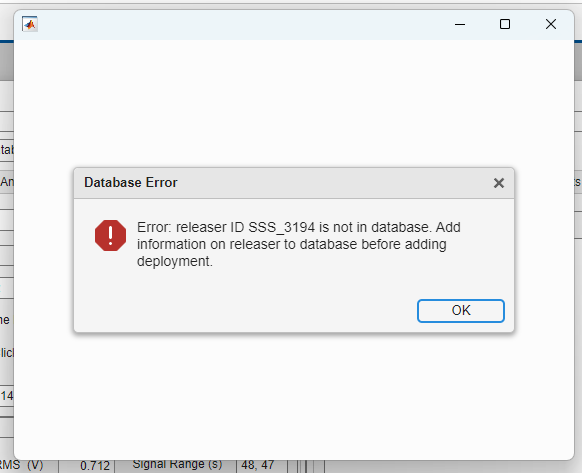 Database Error
Error: releaser ID SSS_3194 is not in database. Add
information on releaser to database before adding
deployment.
OK
14
(V)
0.712
Signal Range (s)
48, 47